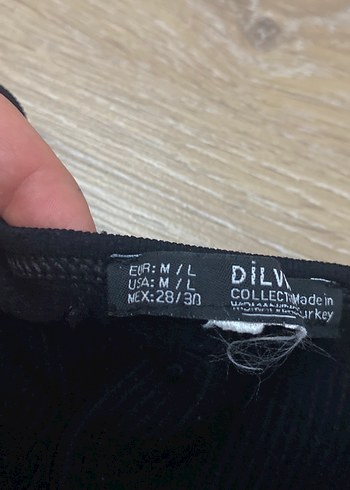 EUR: M / L
USA: M / L
MEX: 28/30
DİLV
COLLECT
Made in
urkey